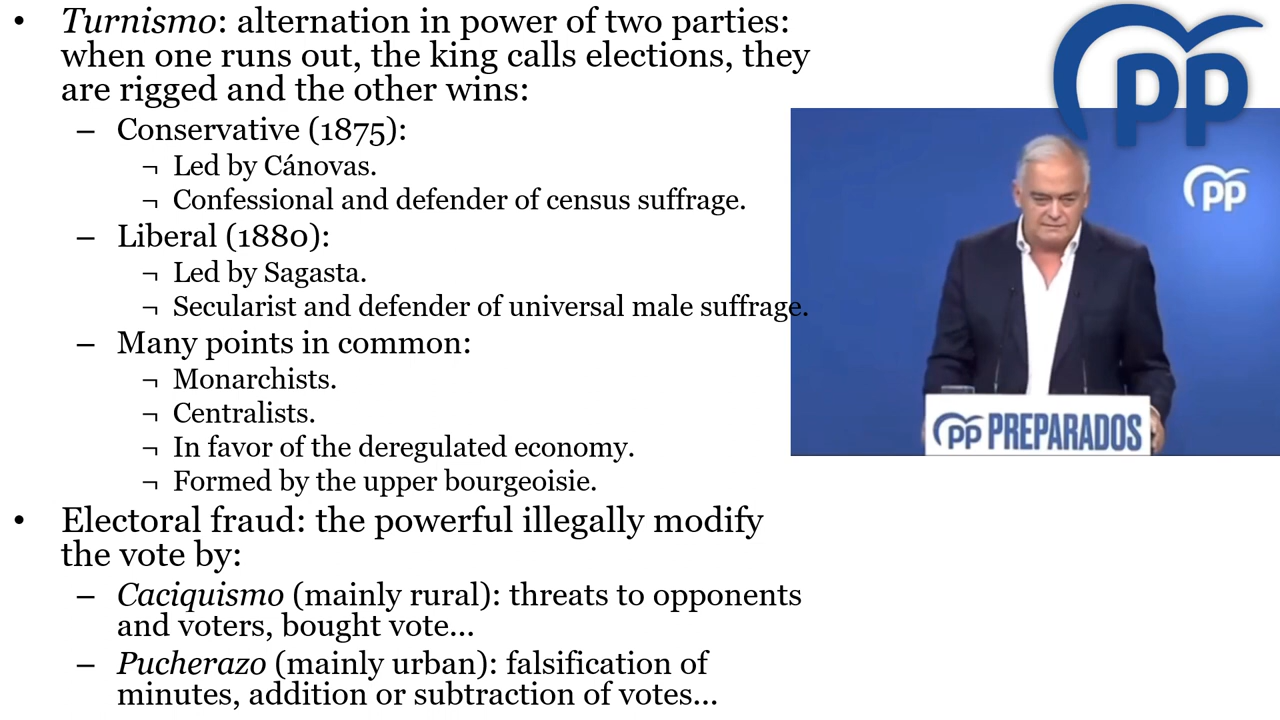 • Turnismo: alternation in power of two parties:
when one runs out, the king calls elections, they
are rigged and the other wins:
– Conservative (1875):
¬ Led by Cánovas.
¬ Confessional and defender of census suffrage.
– Liberal (1880):
¬ Led by Sagasta.
¬ Secularist and defender of universal male suffrage.
– Many points in common:
¬ Monarchists.
¬ Centralists.
¬ In favor of the deregulated economy.
¬ Formed by the upper bourgeoisie.
• Electoral fraud: the powerful illegally modify
the vote by:
– Caciquismo (mainly rural): threats to opponents
and voters, bought vote...
– Pucherazo (mainly urban): falsification of
minutes, addition or subtraction of votes...
pp
pp
pp PREPARADOS